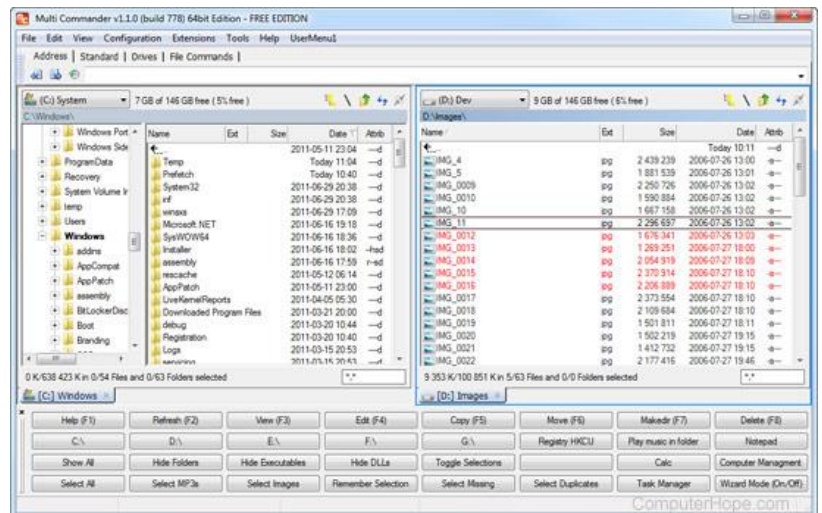 Multi Commander v1.1.0 (build 778) 64bit Edition - FREE EDITION
File Edit View Configuration Extensions Tools Help UserMenu1
Address | Standard | Drives | File Commands |
(C:) System 7 GB of 146 GB free ( 5% free )
C:\Windows\
Windows Port
Windows Side
ProgramData
Recovery
System Volume Ir
temp
Users
Windows
addins
AppCompat
AppPatch
assembly
BitLockerDisc
Boot
Branding
Name Ext Size Date Attrib
.. 2011-05-11 23:04 ---d
Temp Today 11:04 ---d
Prefetch Today 10:40 ---d
System32 2011-06-29 20:38 ---d
inf 2011-06-29 20:38 ---d
winsxs 2011-06-29 17:09 ---d
Microsoft.NET 2011-06-16 19:18 ---d
SysWOW64 2011-06-16 18:36 ---d
Installer 2011-06-16 18:02 -hsd
assembly 2011-06-16 17:59 r-sd
rescache 2011-05-12 06:14 ---d
AppPatch 2011-05-11 23:00 ---d
LiveKernelReports 2011-04-05 05:30 ---d
Downloaded Program Files 2011-03-21 20:00 ---d
debug 2011-03-20 10:44 ---d
Registration 2011-03-20 10:40 ---d
Logs 2011-03-15 20:53 ---d
servicing 2011-03-15 20:53 ---d
0 K/638 423 K in 0/54 Files and 0/63 Folders selected *.*
[C:] Windows
(D:) Dev 9 GB of 146 GB free ( 6% free )
D:\Images\
Name Ext Size Date Attrib
.. Today 10:11 ---d
IMG_4 jpg 2 439 239 2006-07-26 13:00 -a--
IMG_5 jpg 1 881 539 2006-07-26 13:01 -a--
IMG_0009 jpg 2 250 726 2006-07-26 13:02 -a--
IMG_0010 jpg 1 590 884 2006-07-26 13:02 -a--
IMG_10 jpg 1 667 158 2006-07-26 13:02 -a--
IMG_11 jpg 2 296 697 2006-07-26 13:02 -a--
IMG_0012 jpg 1 676 341 2006-07-26 13:03 -a--
IMG_0013 jpg 1 269 251 2006-07-27 18:00 -a--
IMG_0014 jpg 2 054 919 2006-07-27 18:09 -a--
IMG_0015 jpg 2 370 914 2006-07-27 18:10 -a--
IMG_0016 jpg 2 206 889 2006-07-27 18:10 -a--
IMG_0017 jpg 2 373 554 2006-07-27 18:10 -a--
IMG_0018 jpg 2 109 684 2006-07-27 18:10 -a--
IMG_0019 jpg 1 501 811 2006-07-27 18:11 -a--
IMG_0020 jpg 1 502 219 2006-07-27 19:15 -a--
IMG_0021 jpg 1 412 732 2006-07-27 19:15 -a--
IMG_0022 jpg 2 177 416 2006-07-27 19:46 -a--
9 353 K/100 851 K in 5/63 Files and 0/0 Folders selected *.*
[D:] Images
Help (F1) Refresh (F2) View (F3) Edit (F4) Copy (F5) Move (F6) Makedir (F7) Delete (F8)
C:\ D:\ E:\ F:\ G:\ Registry HKCU Play music in folder Notepad
Show All Hide Folders Hide Executables Hide DLLs Toggle Selections Calc Computer Managment
Select All Select MP3s Select Images Remember Selection Select Missing Select Duplicates Task Manager Wizard Mode (On/Off)
ComputerHope.com